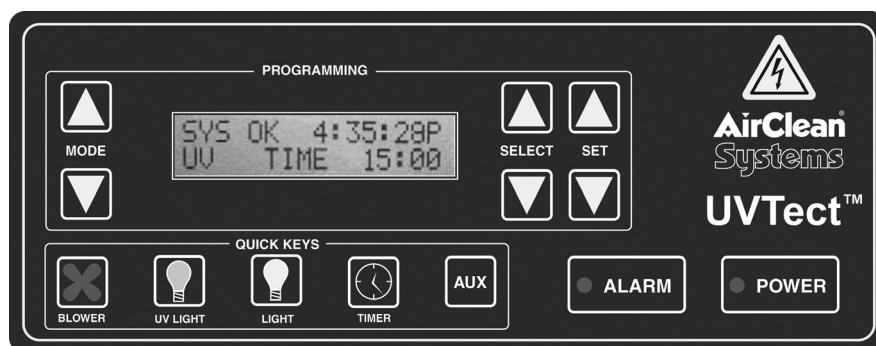 PROGRAMMING
MODE
SYS OK 4:35:28P
UV TIME 15:00
SELECT
SET
AirClean®
Systems
UVTect™
QUICK KEYS
BLOWER
UV LIGHT
LIGHT
TIMER
AUX
ALARM
POWER